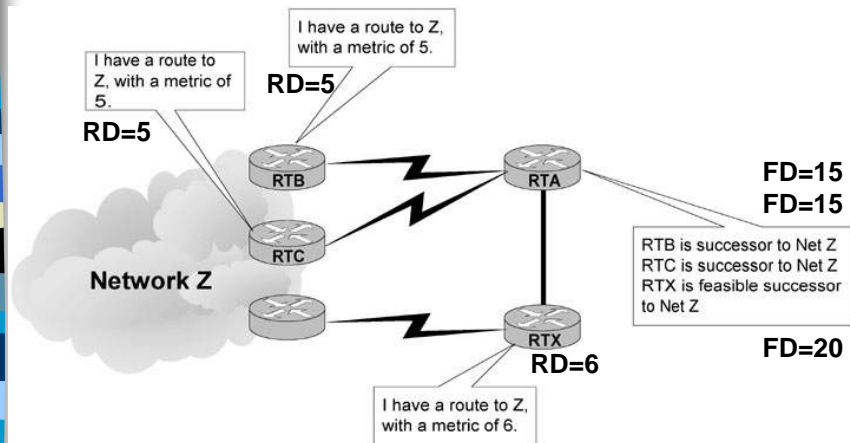 I have a route to Z,
with a metric of 5.
I have a route to
Z, with a metric of
5.
RD=5
RD=5
RTB
RTA
FD=15
FD=15
RTB is successor to Net Z
RTC is successor to Net Z
RTX is feasible successor
to Net Z
RTC
Network Z
RTX
RD=6
FD=20
I have a route to Z,
with a metric of 6.